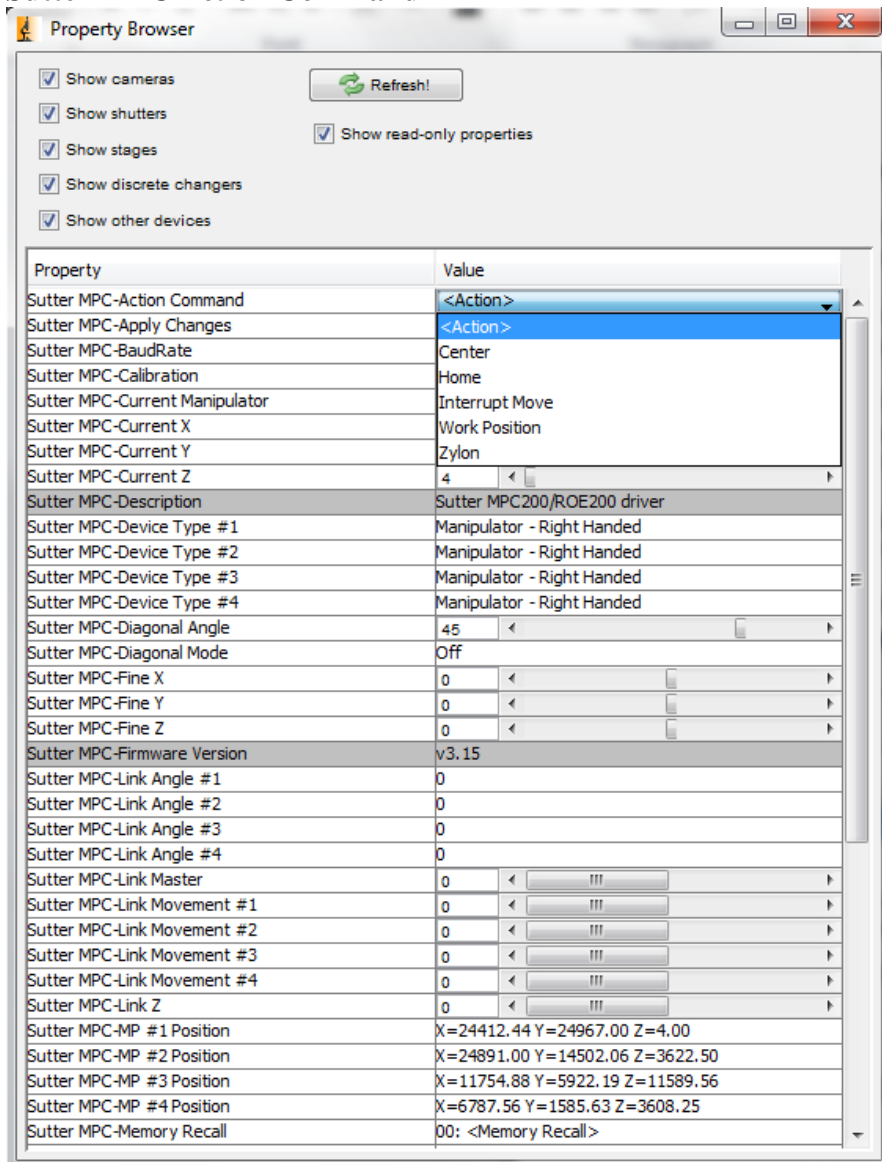 Property Browser
Show cameras
Refresh!
Show shutters
Show read-only properties
Show stages
Show discrete changers
Show other devices
Property Value
Sutter MPC-Action Command <Action>
Sutter MPC-Apply Changes <Action>
Sutter MPC-BaudRate Center
Sutter MPC-Calibration Home
Sutter MPC-Current Manipulator Interrupt Move
Sutter MPC-Current X Work Position
Sutter MPC-Current Y Zylon
Sutter MPC-Current Z 4
Sutter MPC-Description Sutter MPC200/ROE200 driver
Sutter MPC-Device Type #1 Manipulator - Right Handed
Sutter MPC-Device Type #2 Manipulator - Right Handed
Sutter MPC-Device Type #3 Manipulator - Right Handed
Sutter MPC-Device Type #4 Manipulator - Right Handed
Sutter MPC-Diagonal Angle 45
Sutter MPC-Diagonal Mode Off
Sutter MPC-Fine X 0
Sutter MPC-Fine Y 0
Sutter MPC-Fine Z 0
Sutter MPC-Firmware Version v3.15
Sutter MPC-Link Angle #1 0
Sutter MPC-Link Angle #2 0
Sutter MPC-Link Angle #3 0
Sutter MPC-Link Angle #4 0
Sutter MPC-Link Master 0
Sutter MPC-Link Movement #1 0
Sutter MPC-Link Movement #2 0
Sutter MPC-Link Movement #3 0
Sutter MPC-Link Movement #4 0
Sutter MPC-Link Z 0
Sutter MPC-MP #1 Position X=24412.44 Y=24967.00 Z=4.00
Sutter MPC-MP #2 Position X=24891.00 Y=14502.06 Z=3622.50
Sutter MPC-MP #3 Position X=11754.88 Y=5922.19 Z=11589.56
Sutter MPC-MP #4 Position X=6787.56 Y=1585.63 Z=3608.25
Sutter MPC-Memory Recall 00: <Memory Recall>